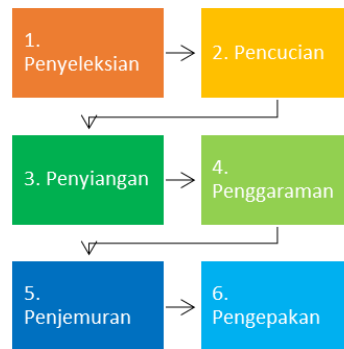 1.
Penyeleksian
2. Pencucian
3. Penyiangan
4.
Penggaraman
5.
Penjemuran
6.
Pengepakan